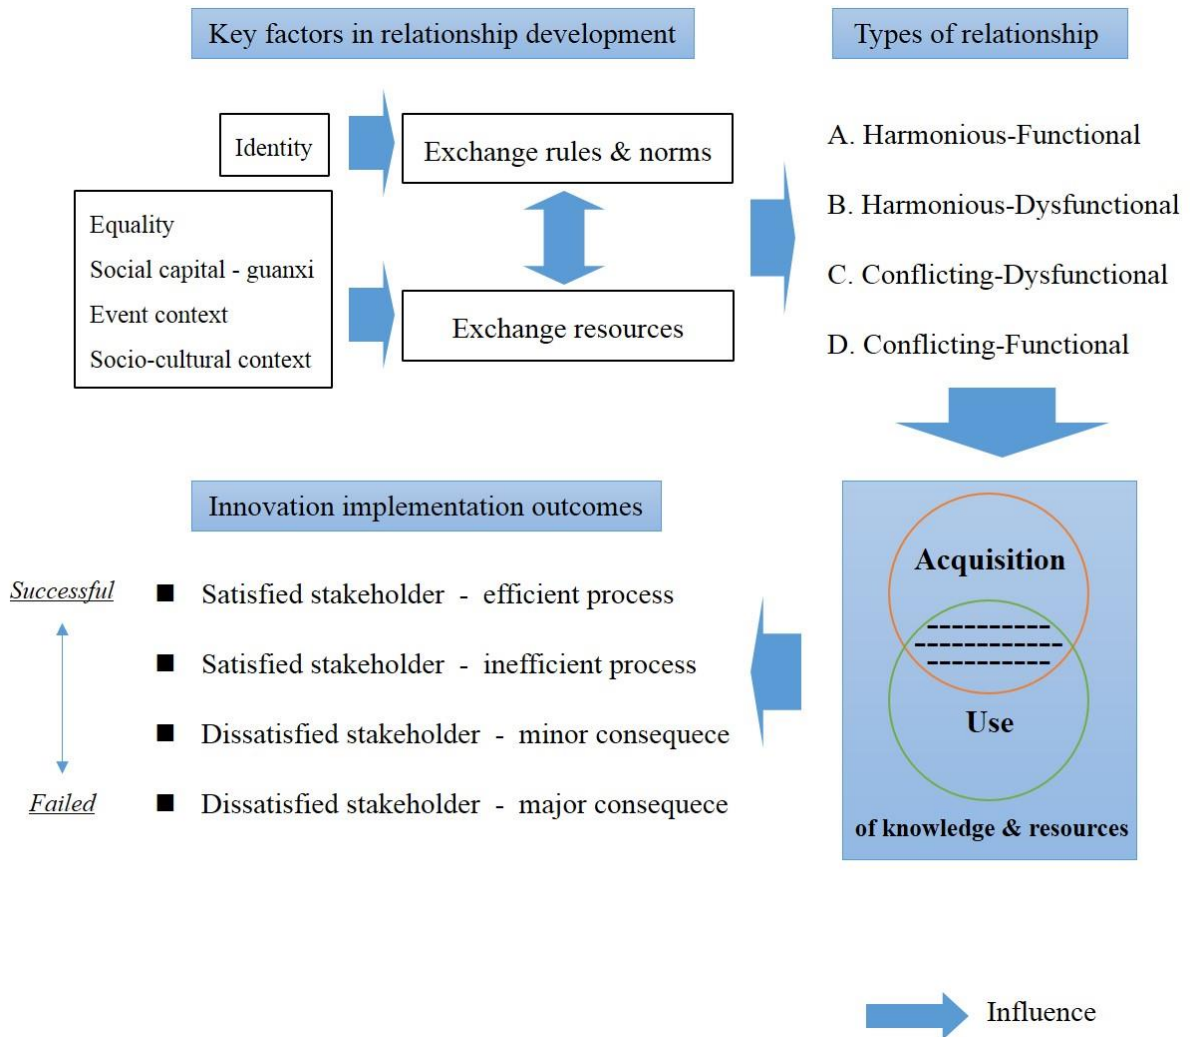 Key factors in relationship development
Types of relationship
Identity
Exchange rules & norms
Equality
Social capital - guanxi
Event context
Socio-cultural context
Exchange resources
A. Harmonious-Functional
B. Harmonious-Dysfunctional
C. Conflicting-Dysfunctional
D. Conflicting-Functional
Acquisition
Use
of knowledge & resources
Innovation implementation outcomes
Successful
Failed
■ Satisfied stakeholder - efficient process
■ Satisfied stakeholder - inefficient process
■ Dissatisfied stakeholder - minor consequece
■ Dissatisfied stakeholder - major consequece
Influence